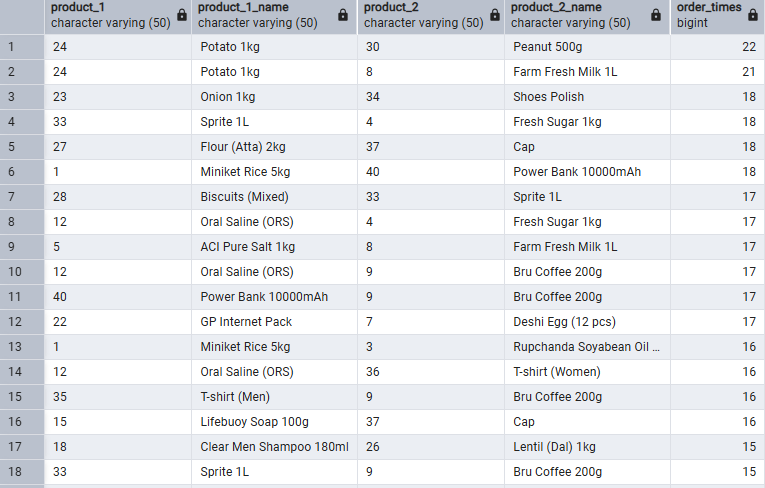 product_1 product_1_name product_2 product_2_name order_times
character varying (50) character varying (50) character varying (50) character varying (50) bigint
1 24 Potato 1kg 30 Peanut 500g 22
2 24 Potato 1kg 8 Farm Fresh Milk 1L 21
3 23 Onion 1kg 34 Shoes Polish 18
4 33 Sprite 1L 4 Fresh Sugar 1kg 18
5 27 Flour (Atta) 2kg 37 Cap 18
6 1 Miniket Rice 5kg 40 Power Bank 10000mAh 18
7 28 Biscuits (Mixed) 33 Sprite 1L 17
8 12 Oral Saline (ORS) 4 Fresh Sugar 1kg 17
9 5 ACI Pure Salt 1kg 8 Farm Fresh Milk 1L 17
10 12 Oral Saline (ORS) 9 Bru Coffee 200g 17
11 40 Power Bank 10000mAh 9 Bru Coffee 200g 17
12 22 GP Internet Pack 7 Deshi Egg (12 pcs) 17
13 1 Miniket Rice 5kg 3 Rupchanda Soyabean Oil ... 16
14 12 Oral Saline (ORS) 36 T-shirt (Women) 16
15 35 T-shirt (Men) 9 Bru Coffee 200g 16
16 15 Lifebuoy Soap 100g 37 Cap 16
17 18 Clear Men Shampoo 180ml 26 Lentil (Dal) 1kg 15
18 33 Sprite 1L 9 Bru Coffee 200g 15